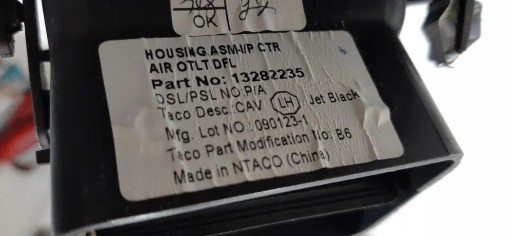 OK
HOUSING ASM-I/P CTR
AIR OTLT DFL
Part No: 13282235
DSL/PSL NO:P/A
Taco Desc.:CAV LH Jet Black
Mfg. Lot NO.: 090123-1
Taco Part Modification No: B6
Made in NTACO (China)